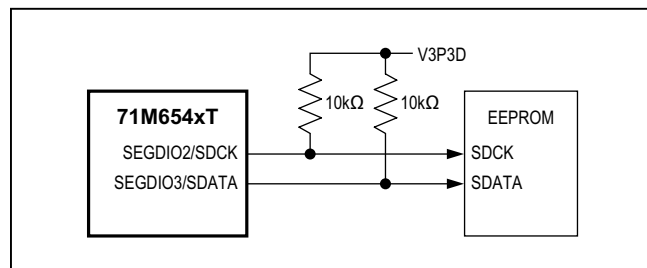 V3P3D
10kΩ 10kΩ
71M654xT
EEPROM
SEGDIO2/SDCK SDCK
SEGDIO3/SDATA SDATA